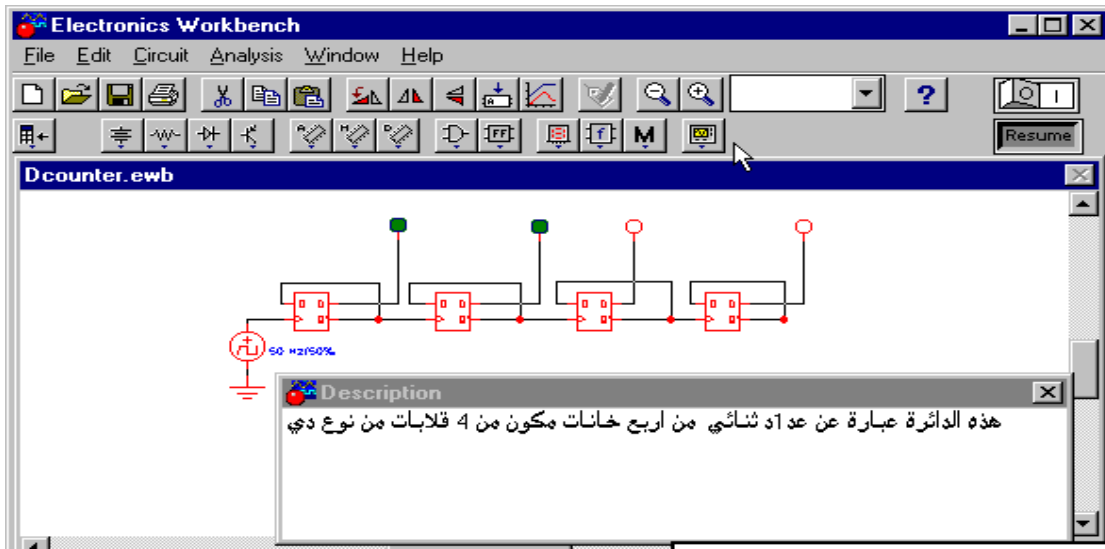 Electronics Workbench
File Edit Circuit Analysis Window Help
Resume
Dcounter.ewb
50 Hz/50%
Description
هذه الدائرة عبارة عن عد1د ثنائي من اربع خانات مكون من 4 قلابات من نوع دي